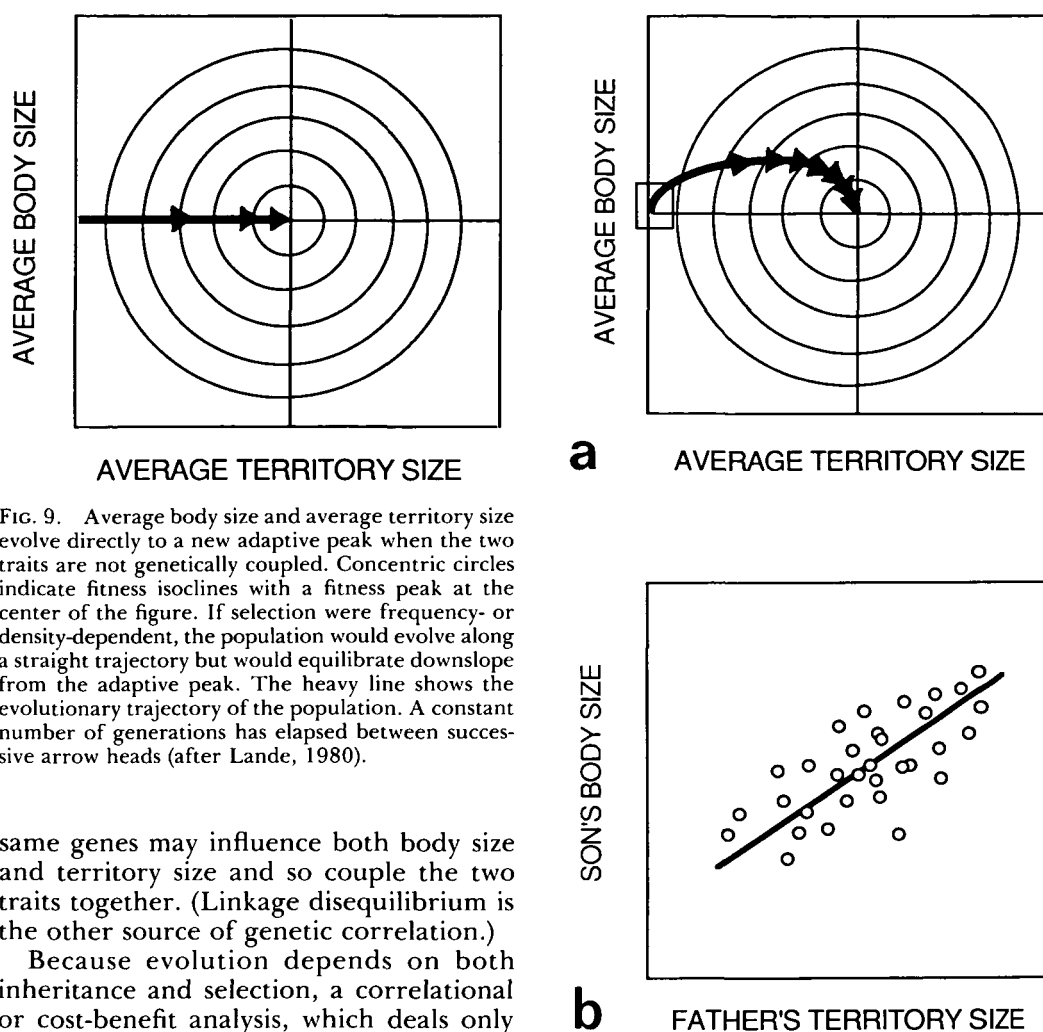 AVERAGE BODY SIZE
AVERAGE TERRITORY SIZE
FIG. 9. Average body size and average territory size
evolve directly to a new adaptive peak when the two
traits are not genetically coupled. Concentric circles
indicate fitness isoclines with a fitness peak at the
center of the figure. If selection were frequency- or
density-dependent, the population would evolve along
a straight trajectory but would equilibrate downslope
from the adaptive peak. The heavy line shows the
evolutionary trajectory of the population. A constant
number of generations has elapsed between succes-
sive arrow heads (after Lande, 1980).
same genes may influence both body size
and territory size and so couple the two
traits together. (Linkage disequilibrium is
the other source of genetic correlation.)
Because evolution depends on both
inheritance and selection, a correlational
or cost-benefit analysis, which deals only
AVERAGE BODY SIZE
a
AVERAGE TERRITORY SIZE
SON'S BODY SIZE
b
FATHER'S TERRITORY SIZE